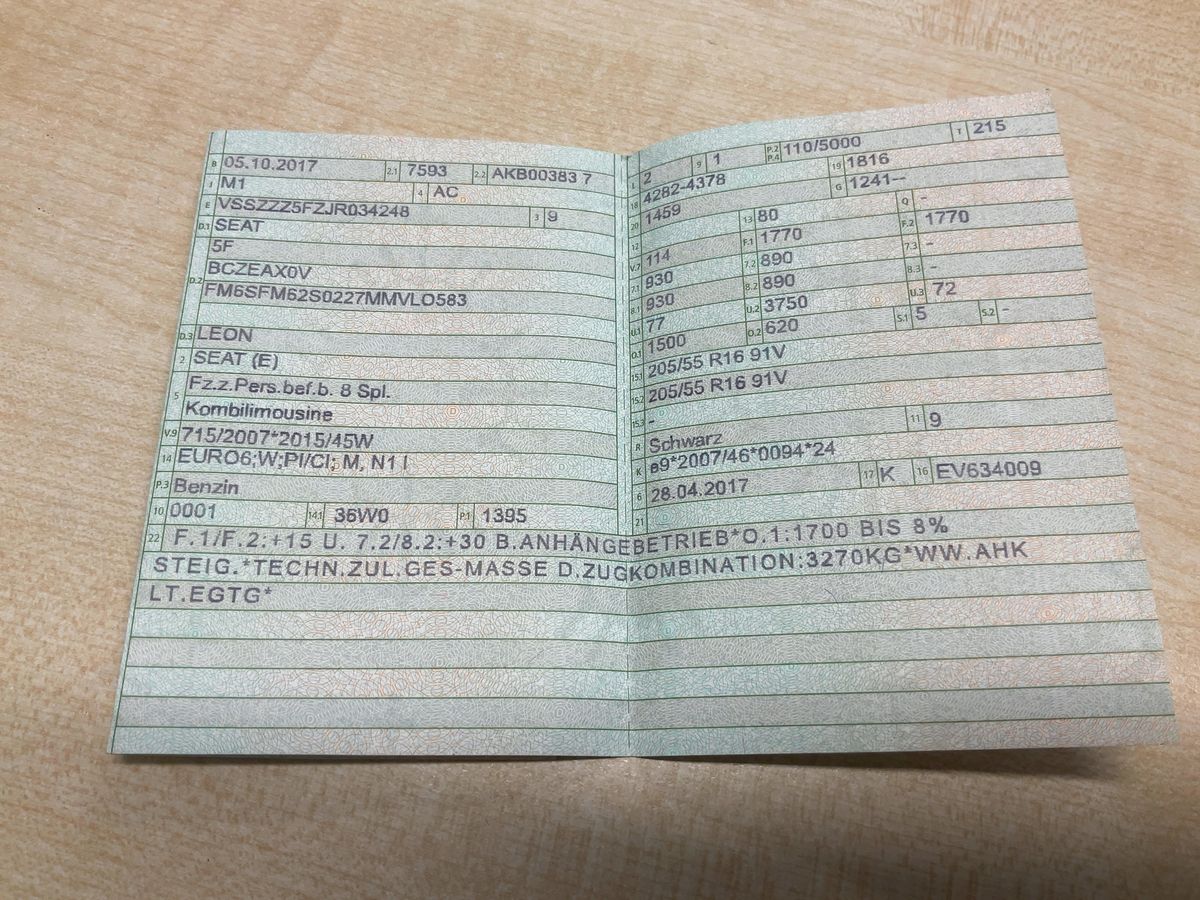 B 05.10.2017 2.1 7593 2.2 AKB00383 7
J M1 4 AC
E VSSZZZ5FZJR034248 3 9
D.1 SEAT
5F
D.2 BCZEAX0V
FM6SFM62S0227MMVLO583
D.3 LEON
2 SEAT (E)
5 Fz.z.Pers.bef.b. 8 Spl.
Kombilimousine
V.9 715/2007*2015/45W
14 EURO6;W;PI/CI; M, N1 I
P.3 Benzin
10 0001 14.1 36W0 P.1 1395
L 2 9 1 P.2 P.4 110/5000 T 215
18 4282-4378 19 1816
20 1459 G 1241--
12 13 80 Q -
V.7 114 F.1 1770 F.2 1770
7.1 930 7.2 890 7.3 -
8.1 930 8.2 890 8.3 -
U.1 77 U.2 3750 U.3 72
O.1 1500 O.2 620 S.1 5 S.2 -
15.1 205/55 R16 91V
15.2 205/55 R16 91V
15.3 -
R Schwarz 11 9
K e9*2007/46*0094*24
6 28.04.2017 17 K 16 EV634009
21
22 F.1/F.2:+15 U. 7.2/8.2:+30 B.ANHÄNGEBETRIEB*O.1:1700 BIS 8%
STEIG.*TECHN.ZUL.GES-MASSE D.ZUGKOMBINATION:3270KG*WW.AHK
LT.EGTG*